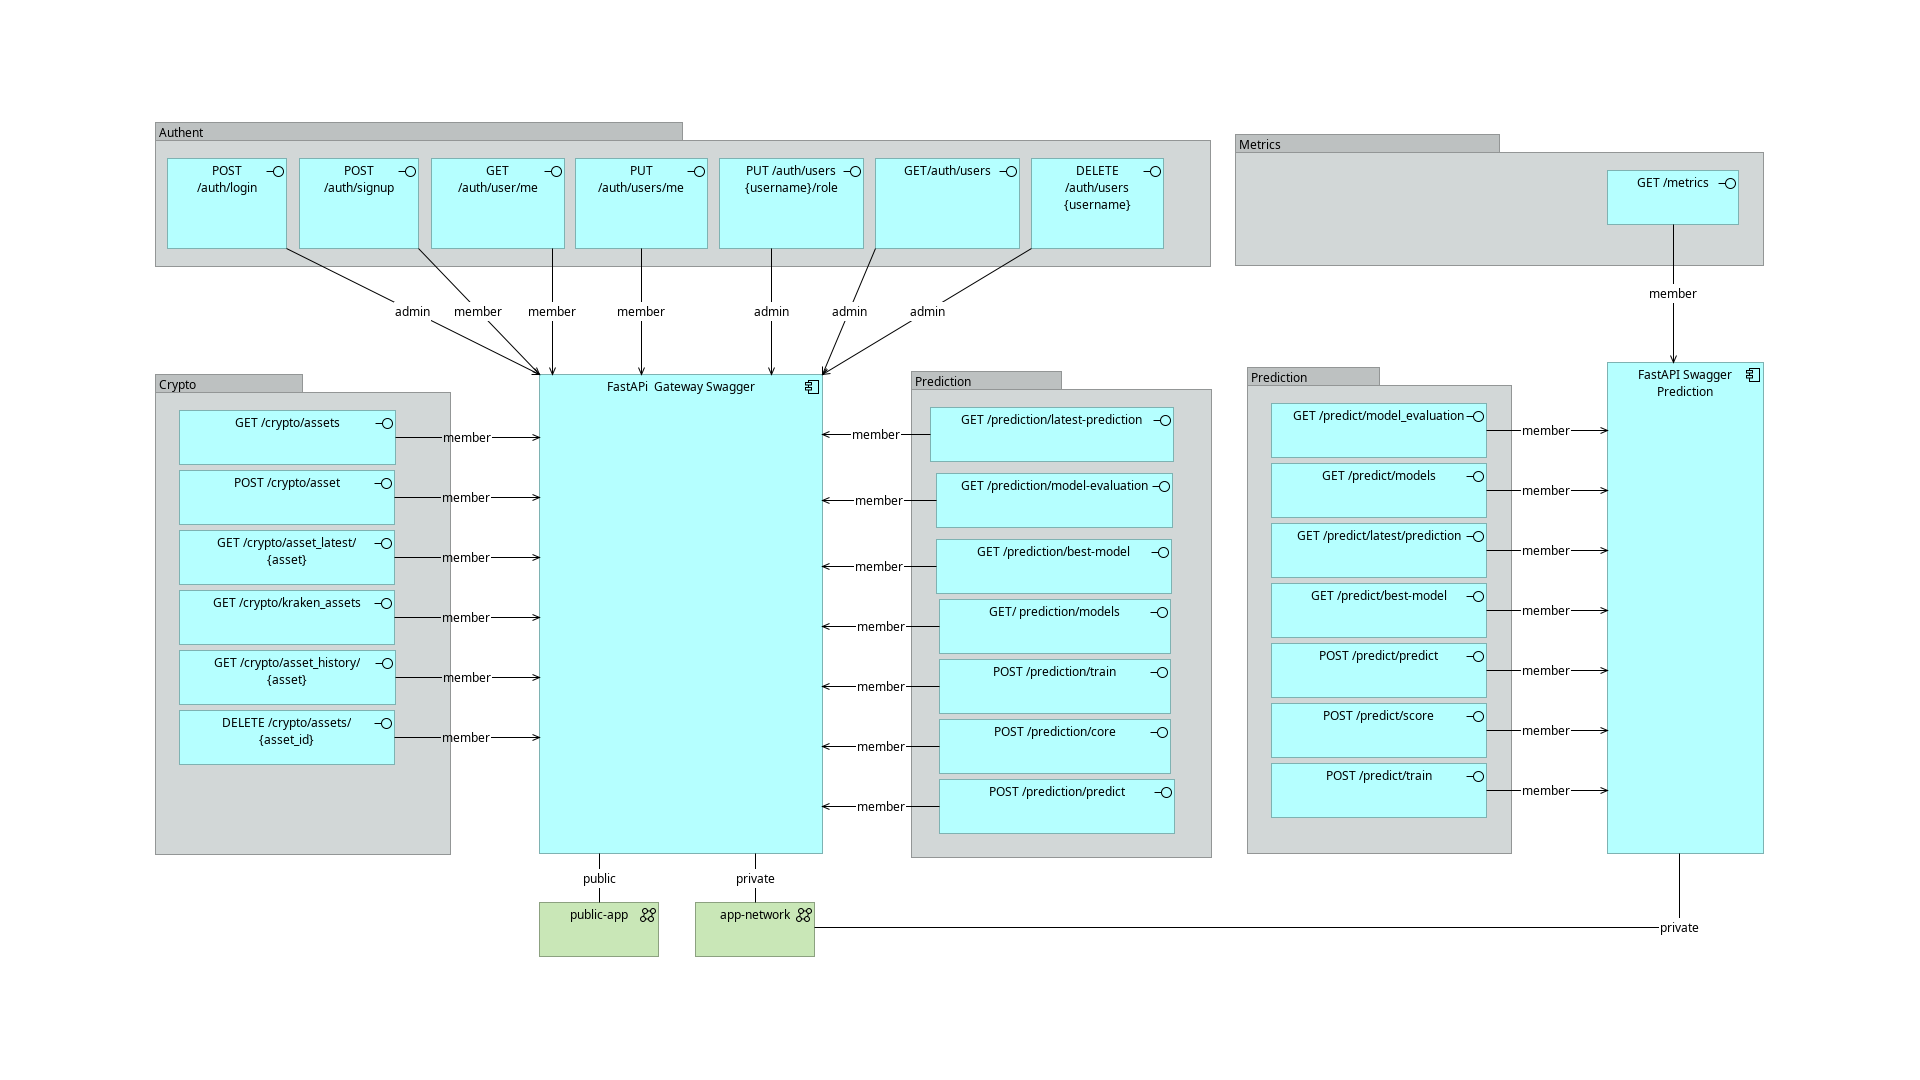 Authent
POST
/auth/login
POST
/auth/signup
GET
/auth/user/me
PUT
/auth/users/me
PUT /auth/users
{username}/role
GET/auth/users
DELETE
/auth/users
{username}
Metrics
GET /metrics
admin
member
member
member
admin
admin
admin
member
Crypto
GET /crypto/assets
member
POST /crypto/asset
member
GET /crypto/asset_latest/
{asset}
member
GET /crypto/kraken_assets
member
GET /crypto/asset_history/
{asset}
member
DELETE /crypto/assets/
{asset_id}
member
FastAPi  Gateway Swagger
Prediction
GET /prediction/latest-prediction
member
GET /prediction/model-evaluation
member
GET /prediction/best-model
member
GET/ prediction/models
member
POST /prediction/train
member
POST /prediction/core
member
POST /prediction/predict
member
Prediction
GET /predict/model_evaluation
member
GET /predict/models
member
GET /predict/latest/prediction
member
GET /predict/best-model
member
POST /predict/predict
member
POST /predict/score
member
POST /predict/train
member
FastAPI Swagger
Prediction
public
private
public-app
app-network
private